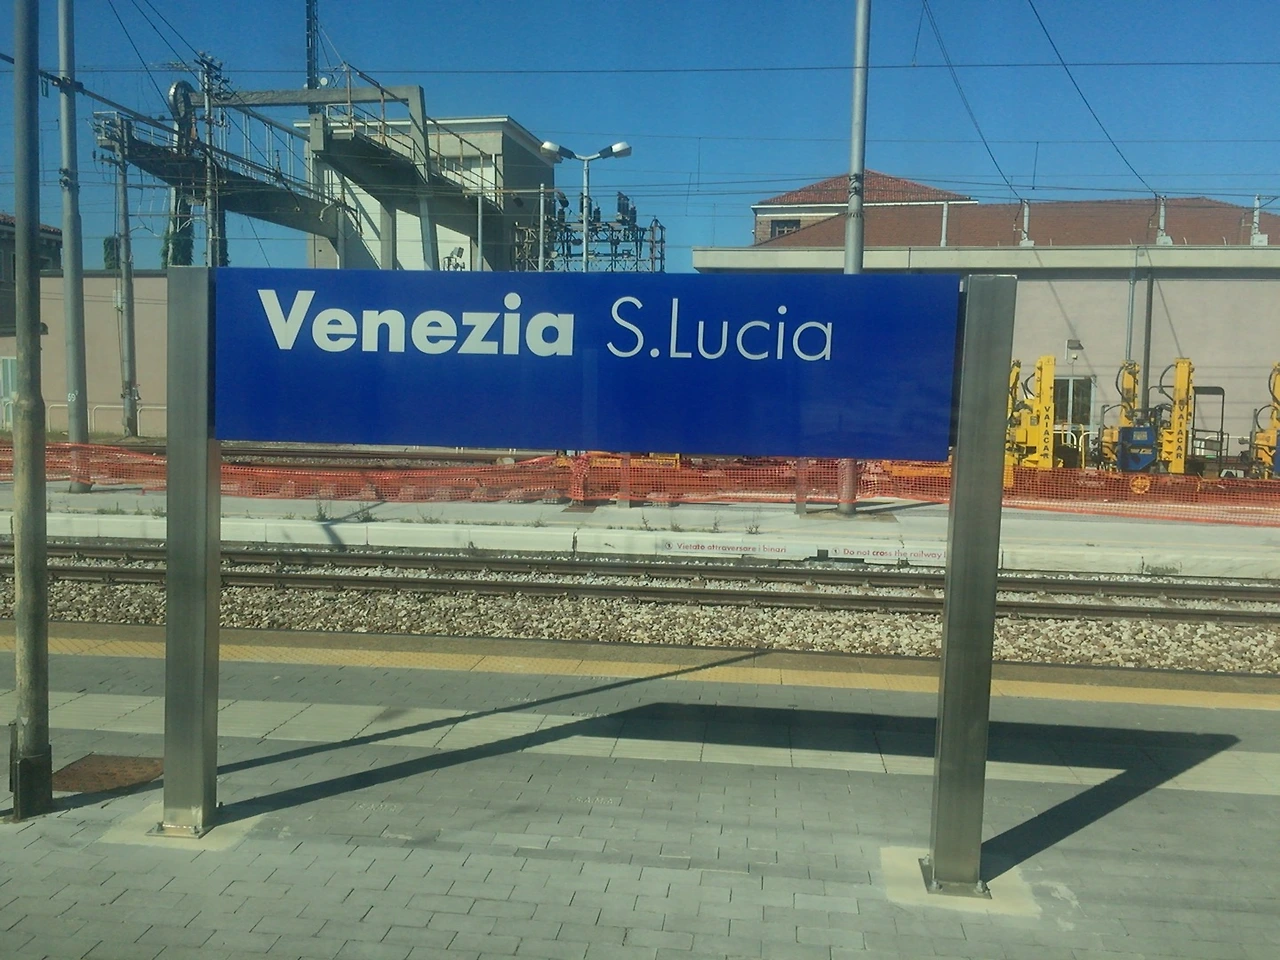 Venezia S.Lucia
VAIACAR
VAIACAR
Vietato attraversare i binari
Do not cross the railway